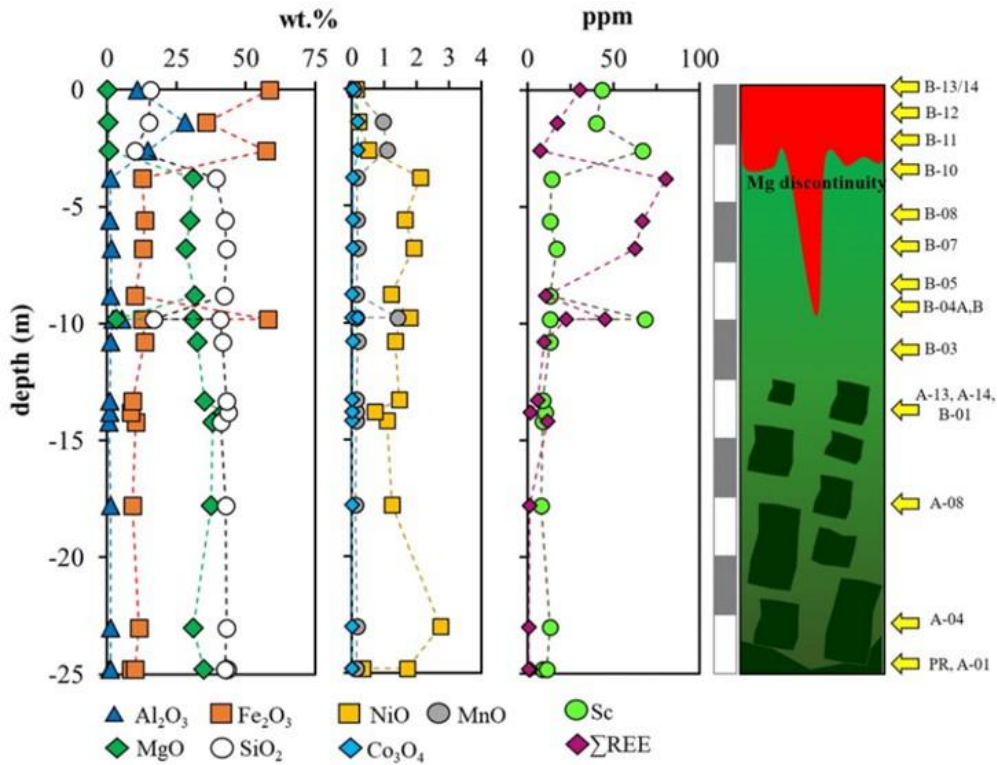 wt.% ppm
0 25 50 75 0 1 2 3 4 0 50 100
0 B-13/14
B-12
B-11
B-10
Mg discontinuity
-5
B-08
B-07
B-05
B-04A,B
-10
B-03
depth (m)
A-13, A-14,
B-01
-15
A-08
-20
A-04
PR, A-01
-25
Al₂O₃ Fe₂O₃ NiO MnO Sc
MgO SiO₂ Co₃O₄ ∑REE